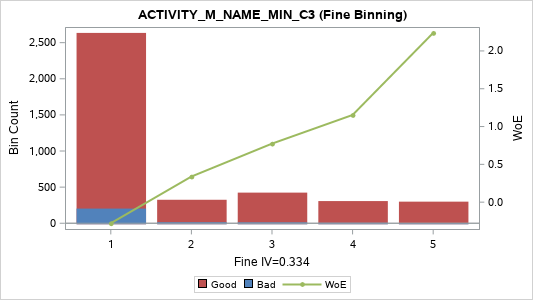 ACTIVITY_M_NAME_MIN_C3 (Fine Binning)
Bin Count
2,500
2,000
1,500
1,000
500
0
2.0
1.5
1.0
0.5
0.0
WoE
1 2 3 4 5
Fine IV=0.334
Good Bad WoE